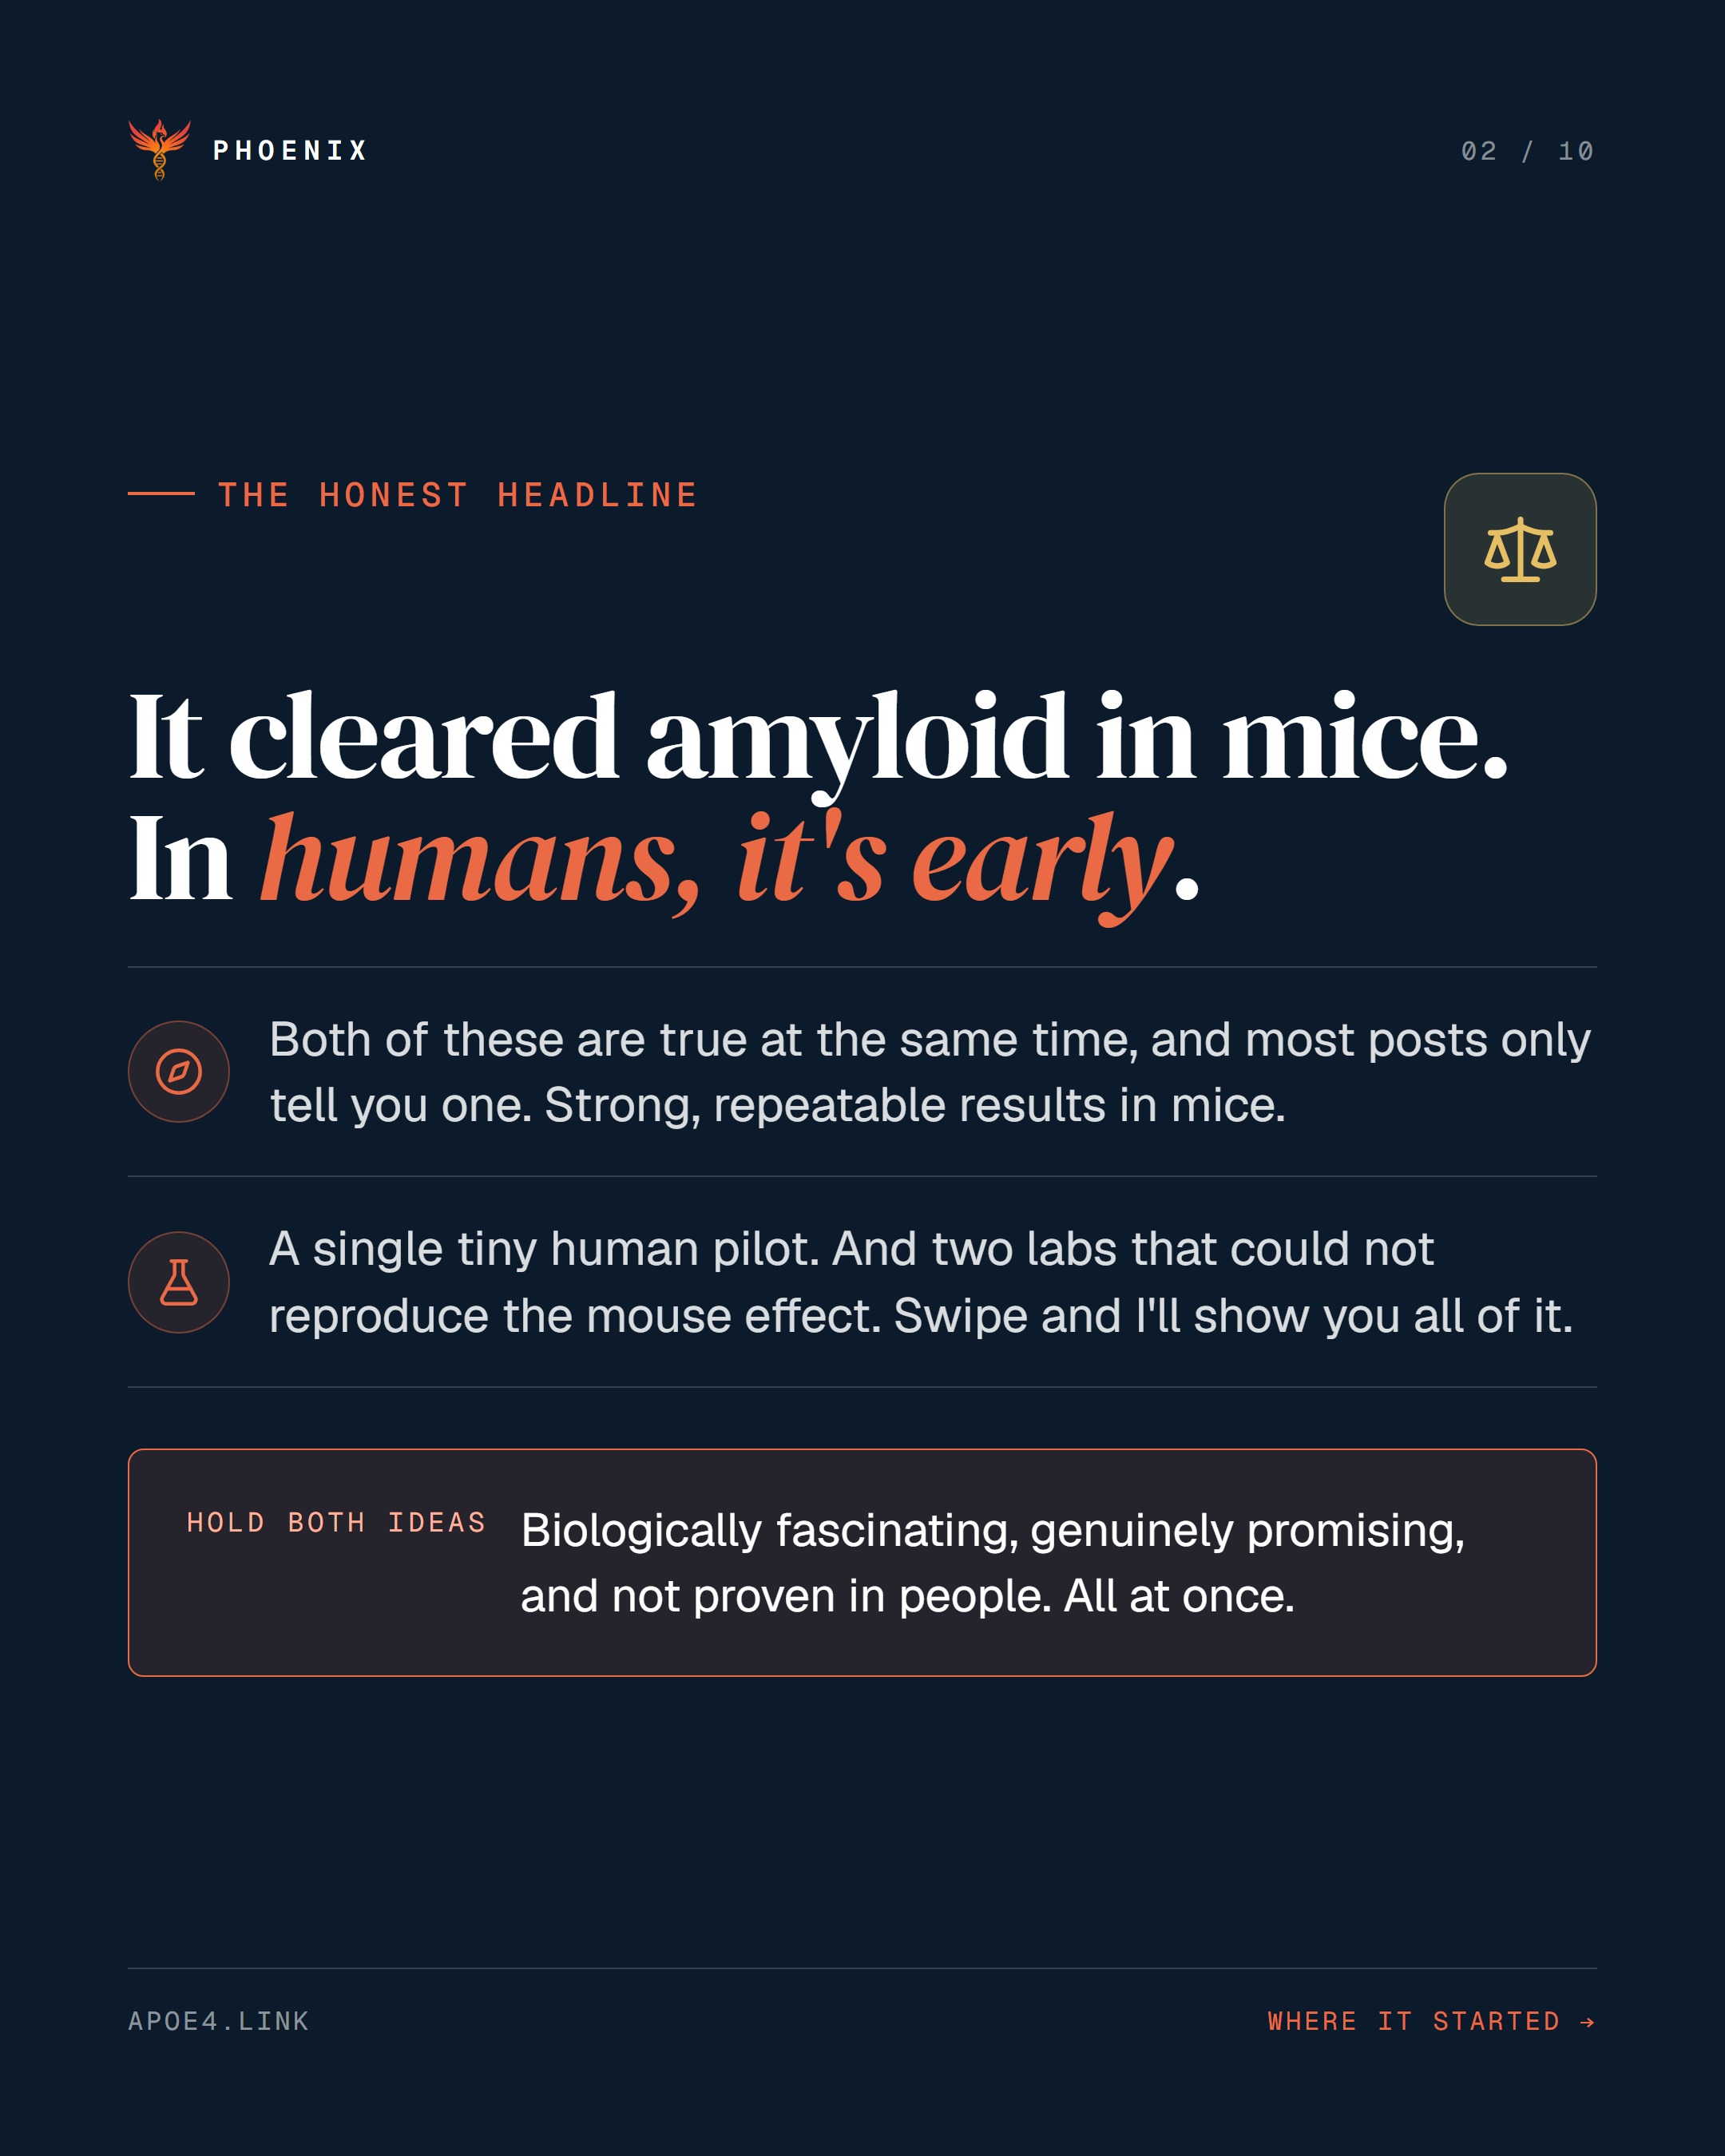 PHOENIX
02 / 10
THE HONEST HEADLINE
It cleared amyloid in mice.
In humans, it's early.
Both of these are true at the same time, and most posts only
tell you one. Strong, repeatable results in mice.
A single tiny human pilot. And two labs that could not
reproduce the mouse effect. Swipe and I'll show you all of it.
HOLD BOTH IDEAS
Biologically fascinating, genuinely promising,
and not proven in people. All at once.
APOE4.LINK
WHERE IT STARTED →